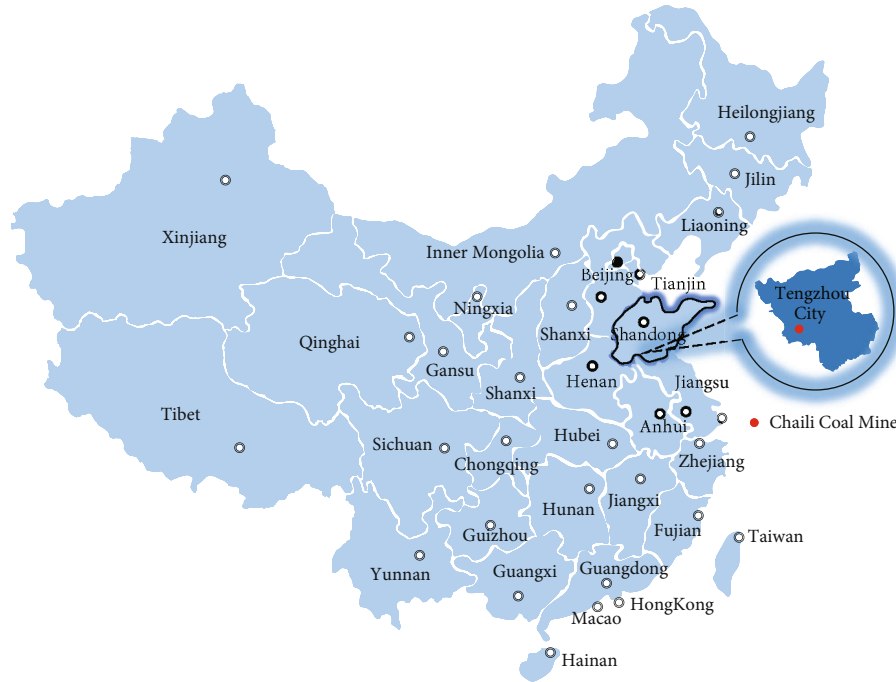 Heilongjiang
Jilin
Liaoning
Xinjiang
Inner Mongolia
Beijing
Tianjin
Tengzhou
City
Ningxia
Shanxi
Shandong
Qinghai
Gansu
Henan
Jiangsu
Shanxi
Tibet
Anhui
Chaili Coal Mine
Sichuan
Hubei
Chongqing
Zhejiang
Hunan
Jiangxi
Guizhou
Fujian
Taiwan
Yunnan
Guangxi
Guangdong
HongKong
Macao
Hainan